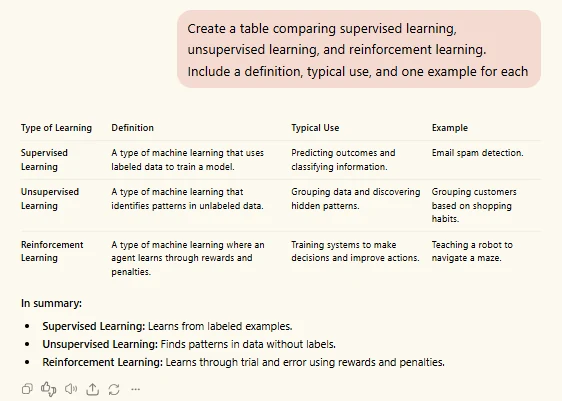 Create a table comparing supervised learning,
unsupervised learning, and reinforcement learning.
Include a definition, typical use, and one example for each
Type of Learning Definition Typical Use Example
Supervised Learning A type of machine learning that uses labeled data to train a model. Predicting outcomes and classifying information. Email spam detection.
Unsupervised Learning A type of machine learning that identifies patterns in unlabeled data. Grouping data and discovering hidden patterns. Grouping customers based on shopping habits.
Reinforcement Learning A type of machine learning where an agent learns through rewards and penalties. Training systems to make decisions and improve actions. Teaching a robot to navigate a maze.
In summary:
• Supervised Learning: Learns from labeled examples.
• Unsupervised Learning: Finds patterns in data without labels.
• Reinforcement Learning: Learns through trial and error using rewards and penalties.